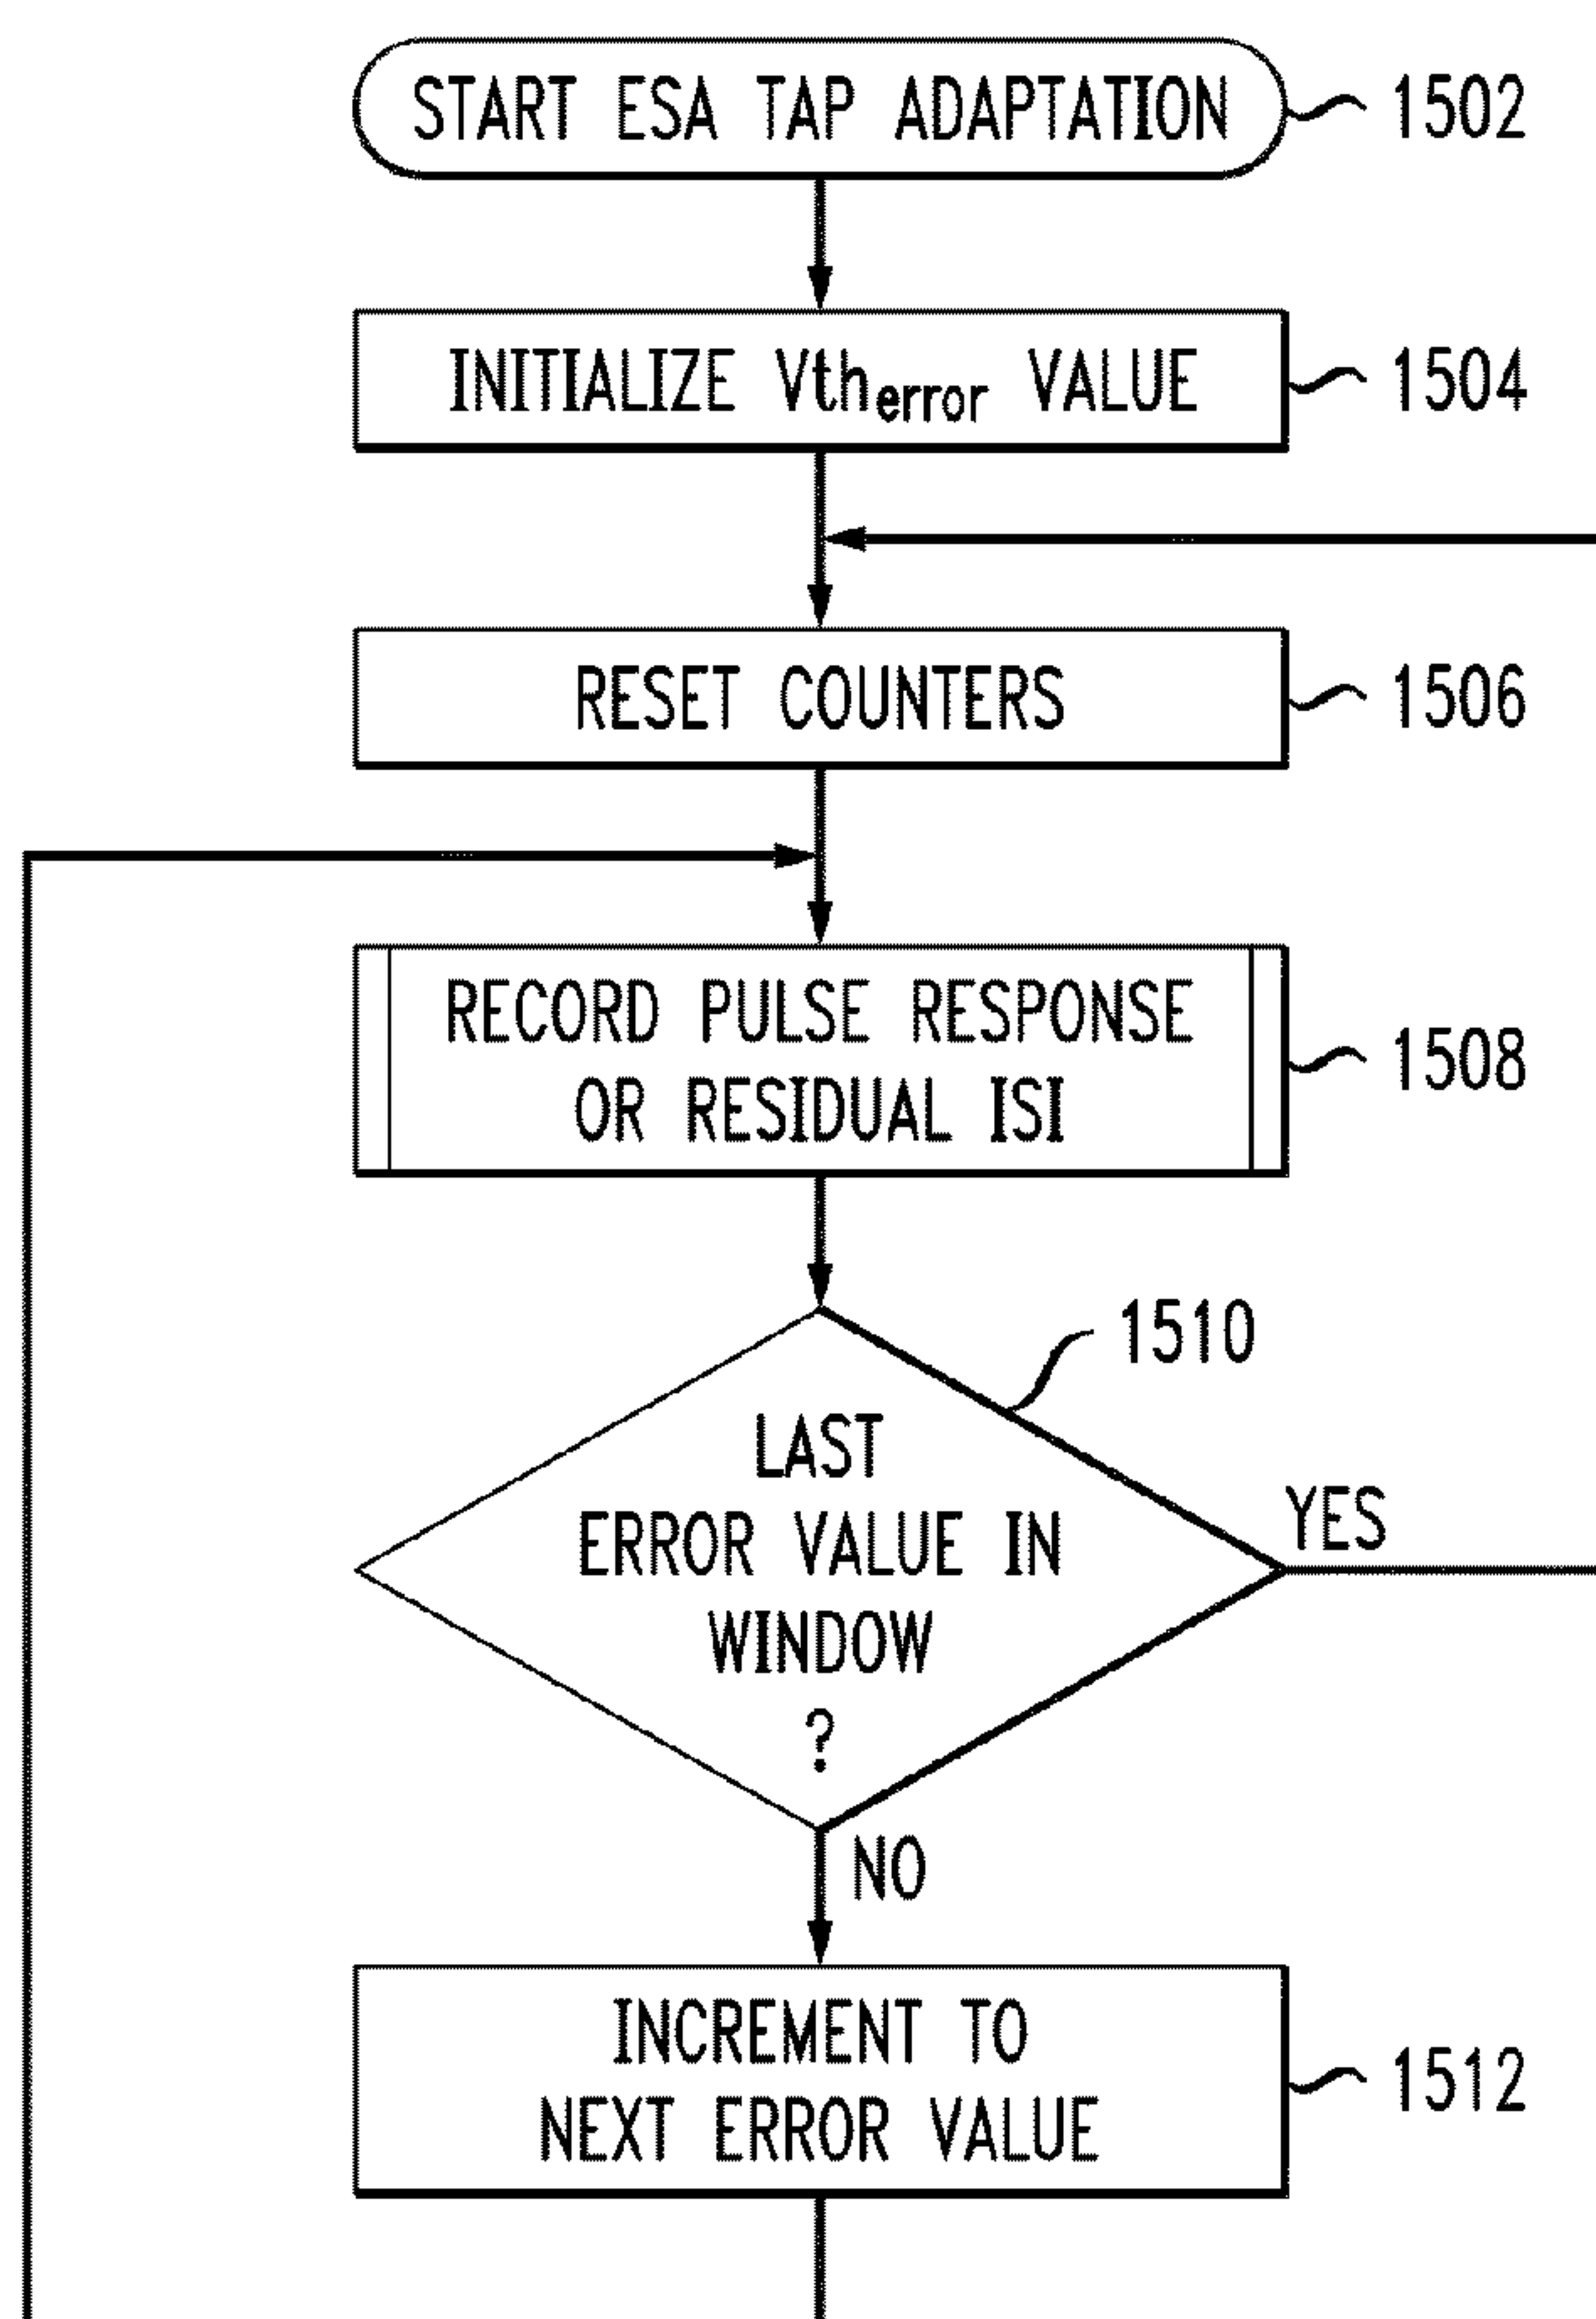 START ESA TAP ADAPTATION 1502
INITIALIZE Vtherror VALUE 1504
RESET COUNTERS 1506
RECORD PULSE RESPONSE
OR RESIDUAL ISI
1508
1510
LAST
ERROR VALUE IN
WINDOW
?
YES
NO
INCREMENT TO
NEXT ERROR VALUE
1512